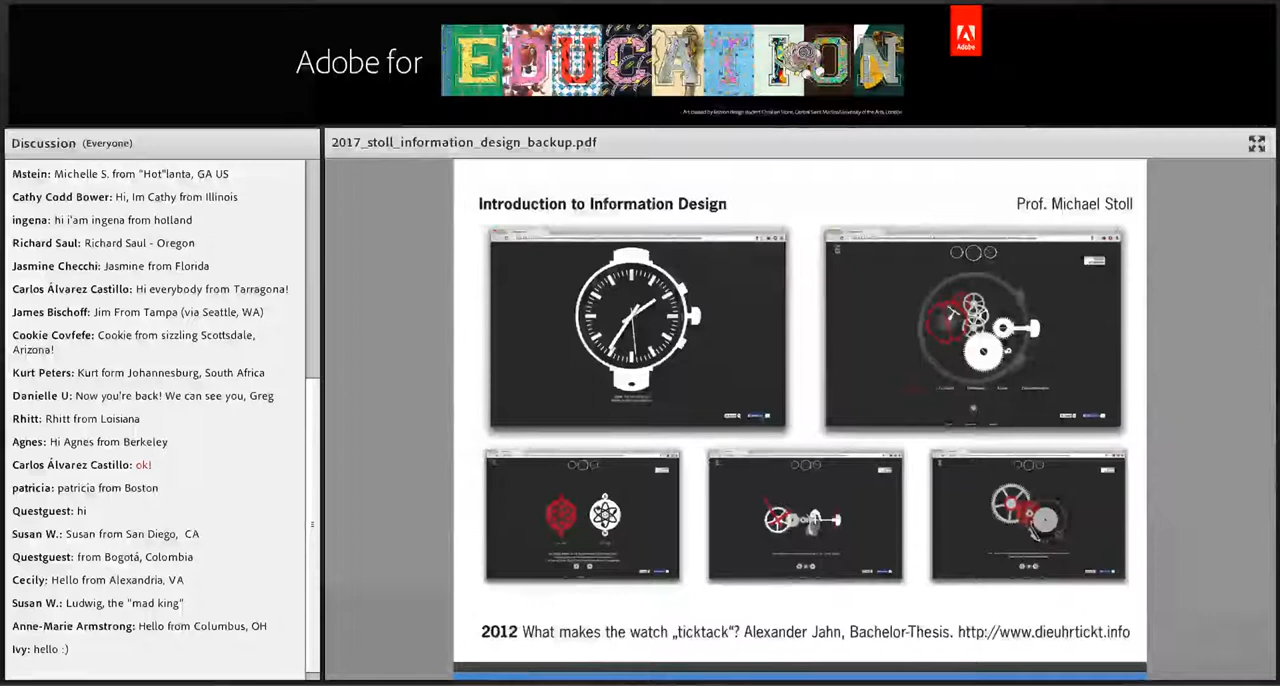 Adobe for EDUCATION
Adobe
Discussion (Everyone)
Mstein: Michelle S. from "Hot"lanta, GA US
Cathy Codd Bower: Hi, Im Cathy from Illinois
ingena: hi i'am ingena from holland
Richard Saul: Richard Saul - Oregon
Jasmine Checchi: Jasmine from Florida
Carlos Álvarez Castillo: Hi everybody from Tarragona!
James Bischoff: Jim From Tampa (via Seattle, WA)
Cookie Covfefe: Cookie from sizzling Scottsdale,
Arizona!
Kurt Peters: Kurt form Johannesburg, South Africa
Danielle U: Now you're back! We can see you, Greg
Rhitt: Rhitt from Loisiana
Agnes: Hi Agnes from Berkeley
Carlos Álvarez Castillo: ok!
patricia: patricia from Boston
Questguest: hi
Susan W.: Susan from San Diego, CA
Questguest: from Bogotá, Colombia
Cecily: Hello from Alexandria, VA
Susan W.: Ludwig, the "mad king"
Anne-Marie Armstrong: Hello from Columbus, OH
Ivy: hello :)
2017_stoll_information_design_backup.pdf
Introduction to Information Design
Prof. Michael Stoll
2012 What makes the watch „ticktack“? Alexander Jahn, Bachelor-Thesis. http://www.dieuhrtickt.info